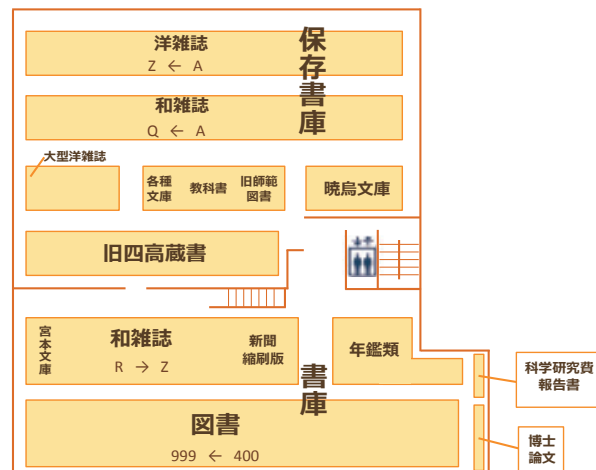 保存書庫
洋雑誌
Z ← A
和雑誌
Q ← A
大型洋雑誌
各種
文庫
教科書
旧師範
図書
暁烏文庫
旧四高蔵書
宮本文庫
和雑誌
R → Z
新聞
縮刷版
年鑑類
書庫
科学研究費
報告書
図書
999 ← 400
博士
論文